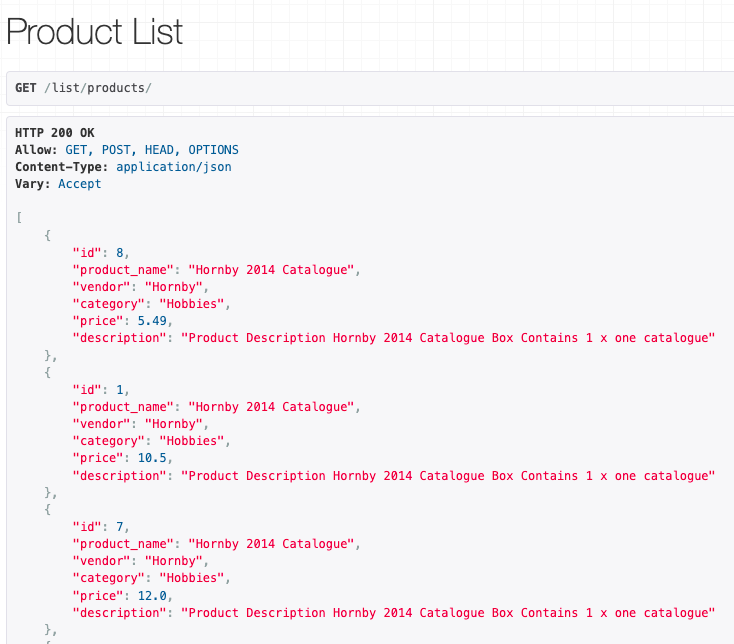 Product List
GET /list/products/
HTTP 200 OK
Allow: GET, POST, HEAD, OPTIONS
Content-Type: application/json
Vary: Accept
[
    {
        "id": 8,
        "product_name": "Hornby 2014 Catalogue",
        "vendor": "Hornby",
        "category": "Hobbies",
        "price": 5.49,
        "description": "Product Description Hornby 2014 Catalogue Box Contains 1 x one catalogue"
    },
    {
        "id": 1,
        "product_name": "Hornby 2014 Catalogue",
        "vendor": "Hornby",
        "category": "Hobbies",
        "price": 10.5,
        "description": "Product Description Hornby 2014 Catalogue Box Contains 1 x one catalogue"
    },
    {
        "id": 7,
        "product_name": "Hornby 2014 Catalogue",
        "vendor": "Hornby",
        "category": "Hobbies",
        "price": 12.0,
        "description": "Product Description Hornby 2014 Catalogue Box Contains 1 x one catalogue"
    },